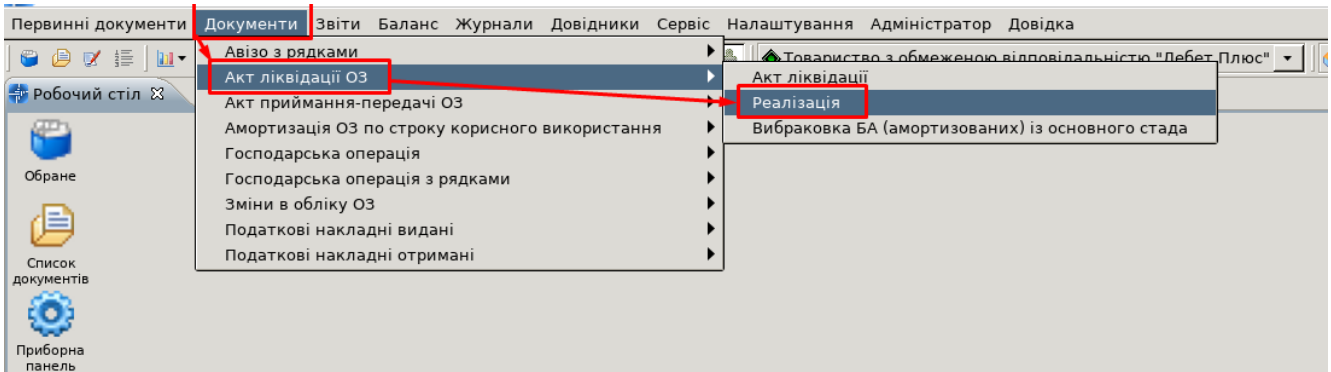 Первинні документи Документи Звіти Баланс Журнали Довідники Сервіс Налаштування Адміністратор Довідка
Товариство з обмеженою відповідальністю "Дебет Плюс"
Робочий стіл
Авізо з рядками
Акт ліквідації ОЗ
Акт приймання-передачі ОЗ
Амортизація ОЗ по строку корисного використання
Господарська операція
Господарська операція з рядками
Зміни в обліку ОЗ
Податкові накладні видані
Податкові накладні отримані
Акт ліквідації
Реалізація
Вибраковка БА (амортизованих) із основного стада
Обране
Список
документів
Приборна
панель